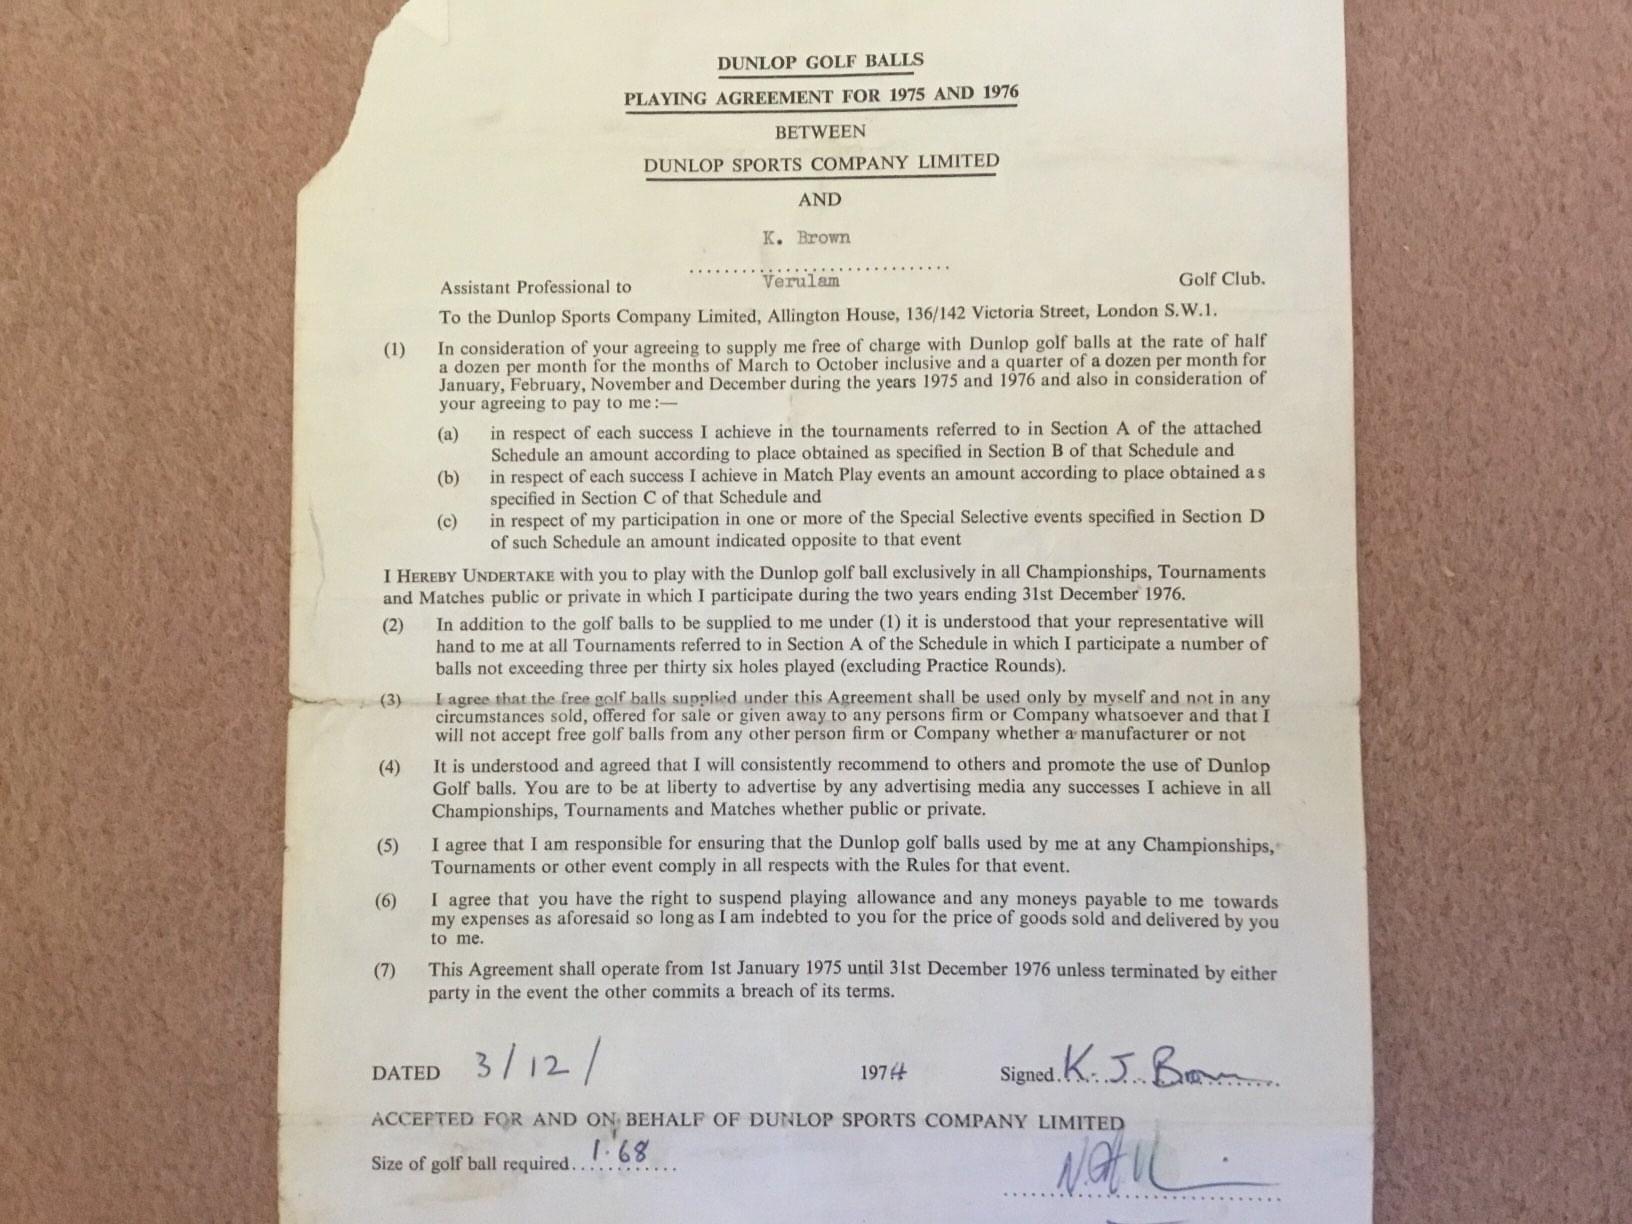 DUNLOP GOLF BALLS
PLAYING AGREEMENT FOR 1975 AND 1976
BETWEEN
DUNLOP SPORTS COMPANY LIMITED
AND
K. Brown
Assistant Professional to Verulam Golf Club.
To the Dunlop Sports Company Limited, Allington House, 136/142 Victoria Street, London S.W.1.
(1) In consideration of your agreeing to supply me free of charge with Dunlop golf balls at the rate of half
a dozen per month for the months of March to October inclusive and a quarter of a dozen per month for
January, February, November and December during the years 1975 and 1976 and also in consideration of
your agreeing to pay to me:—
(a) in respect of each success I achieve in the tournaments referred to in Section A of the attached
Schedule an amount according to place obtained as specified in Section B of that Schedule and
(b) in respect of each success I achieve in Match Play events an amount according to place obtained as
specified in Section C of that Schedule and
(c) in respect of my participation in one or more of the Special Selective events specified in Section D
of such Schedule an amount indicated opposite to that event
I HEREBY UNDERTAKE with you to play with the Dunlop golf ball exclusively in all Championships, Tournaments
and Matches public or private in which I participate during the two years ending 31st December 1976.
(2) In addition to the golf balls to be supplied to me under (1) it is understood that your representative will
hand to me at all Tournaments referred to in Section A of the Schedule in which I participate a number of
balls not exceeding three per thirty six holes played (excluding Practice Rounds).
(3) I agree that the free golf balls supplied under this Agreement shall be used only by myself and not in any
circumstances sold, offered for sale or given away to any persons firm or Company whatsoever and that I
will not accept free golf balls from any other person firm or Company whether a manufacturer or not
(4) It is understood and agreed that I will consistently recommend to others and promote the use of Dunlop
Golf balls. You are to be at liberty to advertise by any advertising media any successes I achieve in all
Championships, Tournaments and Matches whether public or private.
(5) I agree that I am responsible for ensuring that the Dunlop golf balls used by me at any Championships,
Tournaments or other event comply in all respects with the Rules for that event.
(6) I agree that you have the right to suspend playing allowance and any moneys payable to me towards
my expenses as aforesaid so long as I am indebted to you for the price of goods sold and delivered by you
to me.
(7) This Agreement shall operate from 1st January 1975 until 31st December 1976 unless terminated by either
party in the event the other commits a breach of its terms.
DATED 3/12/ 1974 Signed. K. J. Brown
ACCEPTED FOR AND ON BEHALF OF DUNLOP SPORTS COMPANY LIMITED
Size of golf ball required... 1.68